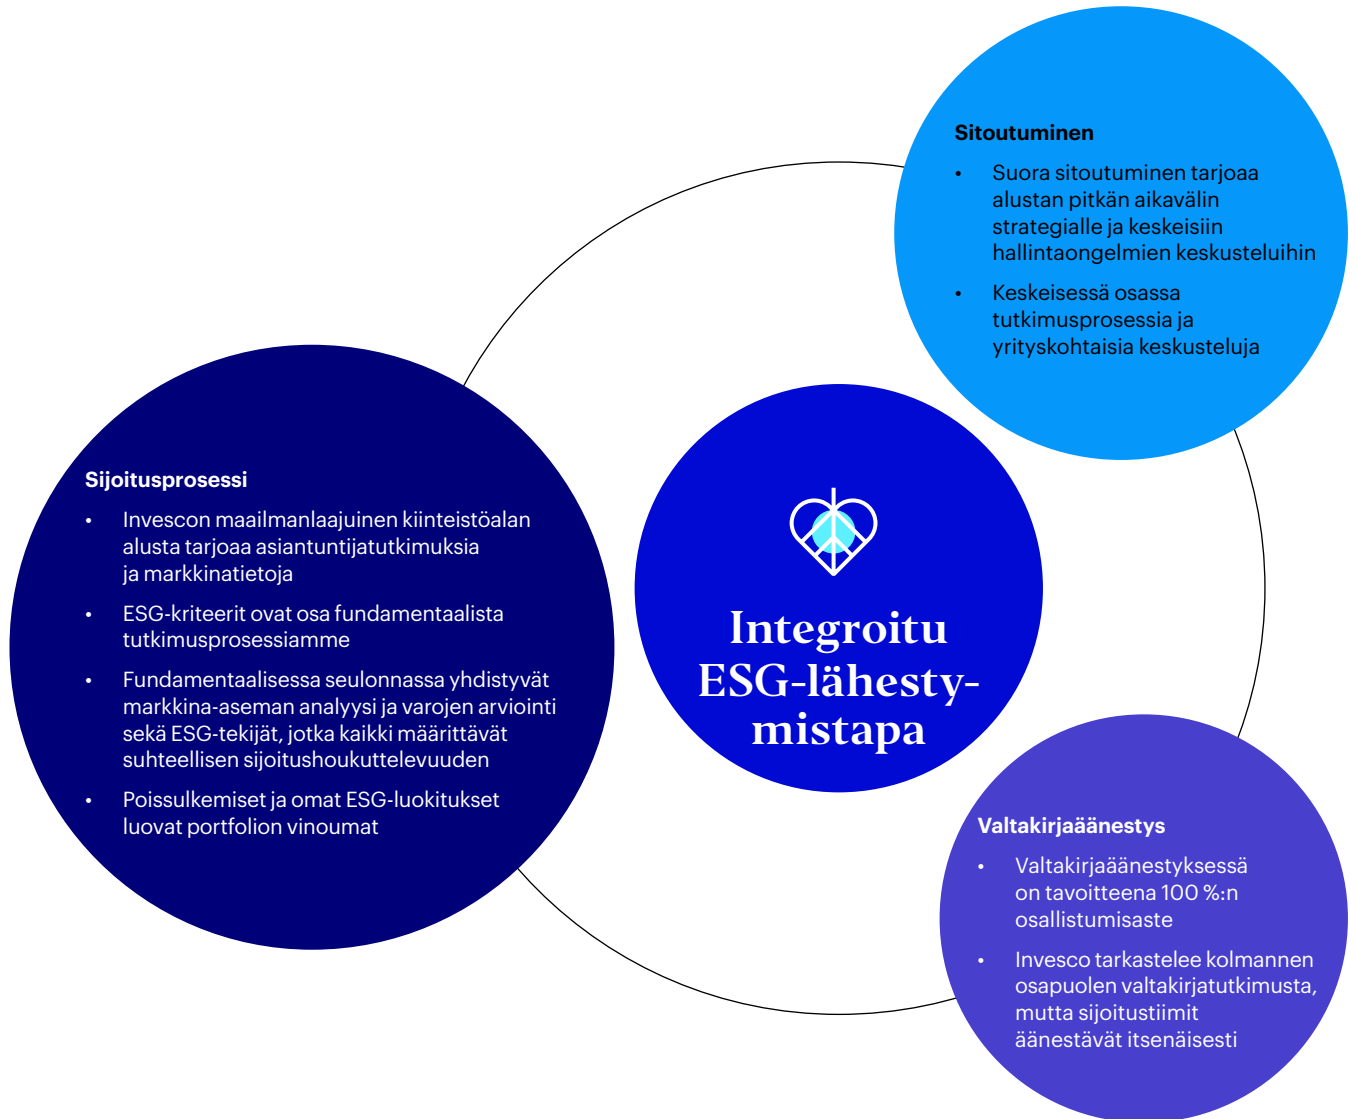 Sitoutuminen
• Suora sitoutuminen tarjoaa
alustan pitkän aikavälin
strategialle ja keskeisiin
hallintaongelmien keskusteluihin
• Keskeisessä osassa
tutkimusprosessia ja
yrityskohtaisia keskusteluja
Sijoitusprosessi
• Invescon maailmanlaajuinen kiinteistöalan
alusta tarjoaa asiantuntijatutkimuksia
ja markkinatietoja
• ESG-kriteerit ovat osa fundamentaalista
tutkimusprosessiamme
• Fundamentaalisessa seulonnassa yhdistyvät
markkina-aseman analyysi ja varojen arviointi
sekä ESG-tekijät, jotka kaikki määrittävät
suhteellisen sijoitushoukuttelevuuden
• Poissulkemiset ja omat ESG-luokitukset
luovat portfolion vinoumat
Integroitu
ESG-lähesty-
mistapa
Valtakirjaäänestys
• Valtakirjaäänestyksessä
on tavoitteena 100 %:n
osallistumisaste
• Invesco tarkastelee kolmannen
osapuolen valtakirjatutkimusta,
mutta sijoitustiimit
äänestävät itsenäisesti